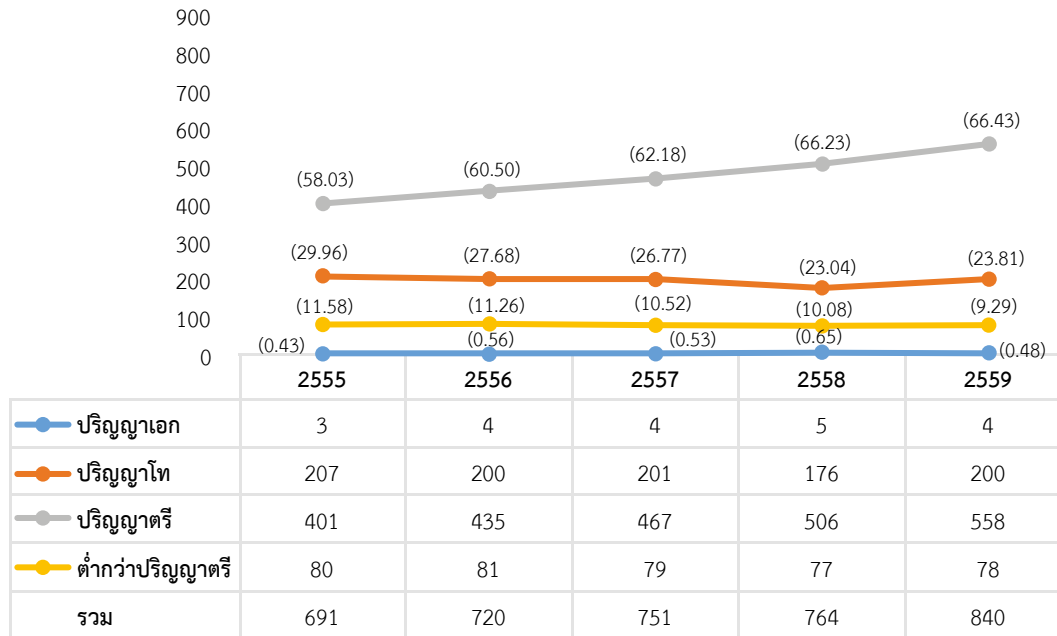 900
800
700
600
500
400
300
200
100
0
(58.03) (60.50) (62.18) (66.23) (66.43)
(29.96) (27.68) (26.77) (23.04) (23.81)
(11.58) (11.26) (10.52) (10.08) (9.29)
(0.43) (0.56) (0.53) (0.65) (0.48)
2555 2556 2557 2558 2559
ปริญญาเอก 3 4 4 5 4
ปริญญาโท 207 200 201 176 200
ปริญญาตรี 401 435 467 506 558
ต่ำกว่าปริญญาตรี 80 81 79 77 78
รวม 691 720 751 764 840